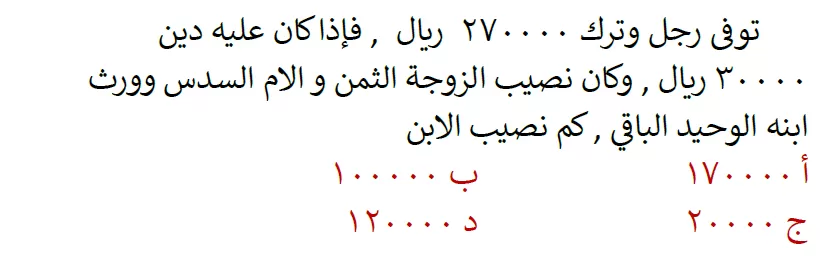 توفى رجل وترك ٢٧٠٠٠٠ ريال , فإذا كان عليه دين
٣٠٠٠٠ ريال , وكان نصيب الزوجة الثمن و الام السدس وورث
ابنه الوحيد الباقي , كم نصيب الابن
أ ١٧٠٠٠٠ ب ١٠٠٠٠٠
ج ٢٠٠٠٠ د ١٢٠٠٠٠